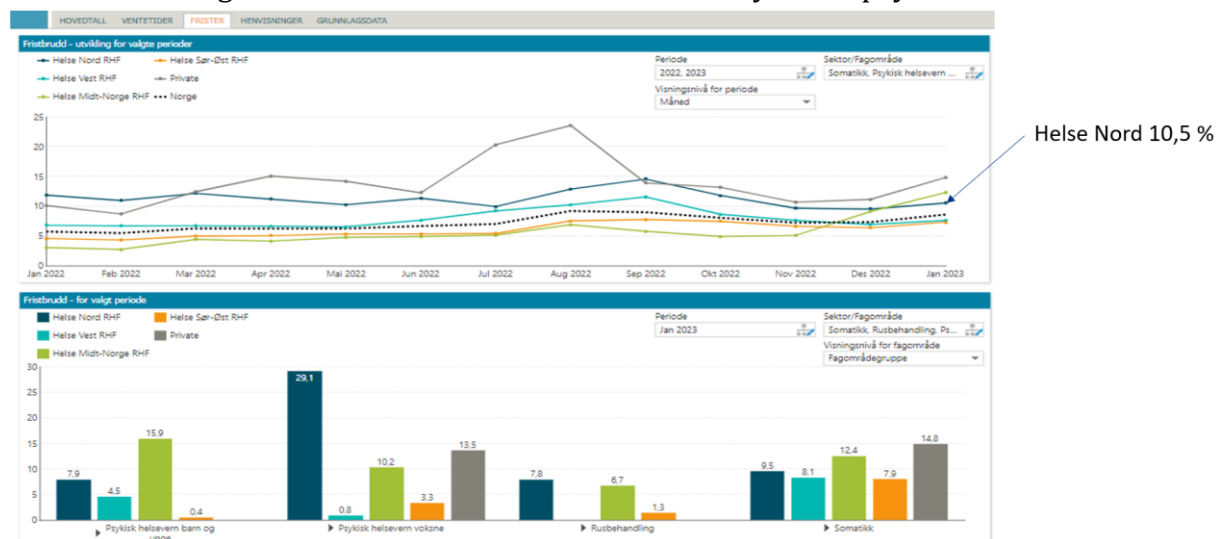 HOVEDTALL VENTETIDER FRISTER HENVISNINGER GRUNNLAGSDATA
Fristbrudd - utvikling for valgte perioder
Helse Nord RHF Helse Sør-Øst RHF
Helse Vest RHF Private
Helse Midt-Norge RHF Norge
Periode
2022, 2023
Sektor/Fagområde
Somatikk, Psykisk helsevern ...
Visningsnivå for periode
Måned
25
20
15
10
5
0
Jan 2022 Feb 2022 Mar 2022 Apr 2022 Mai 2022 Jun 2022 Jul 2022 Aug 2022 Sep 2022 Okt 2022 Nov 2022 Des 2022 Jan 2023
Helse Nord 10,5 %
Fristbrudd - for valgt periode
Helse Nord RHF Helse Sør-Øst RHF
Helse Vest RHF Private
Helse Midt-Norge RHF
Periode
Jan 2023
Sektor/Fagområde
Somatikk, Rusbehandling, Ps...
Visningsnivå for fagområde
Fagområdegruppe
30
25
20
15
10
5
0
7,9 4,5 15,9 0,4
29,1 0,8 10,2 3,3 13,5
7,8 6,7 1,3
9,5 8,1 12,4 7,9 14,8
Psykisk helsevern barn og
Psykisk helsevern voksne
Rusbehandling
Somatikk